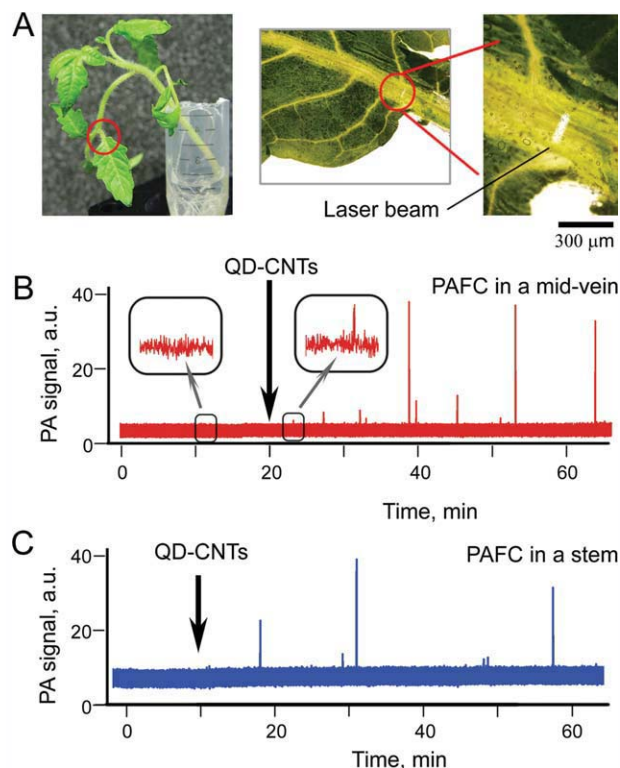 A
Laser beam
300 μm
QD-CNTs
B
PAFC in a mid-vein
PA signal, a.u.
40
20
0
0
20
40
60
Time, min
C
QD-CNTs
PAFC in a stem
PA signal, a.u.
40
20
0
0
20
40
60
Time, min